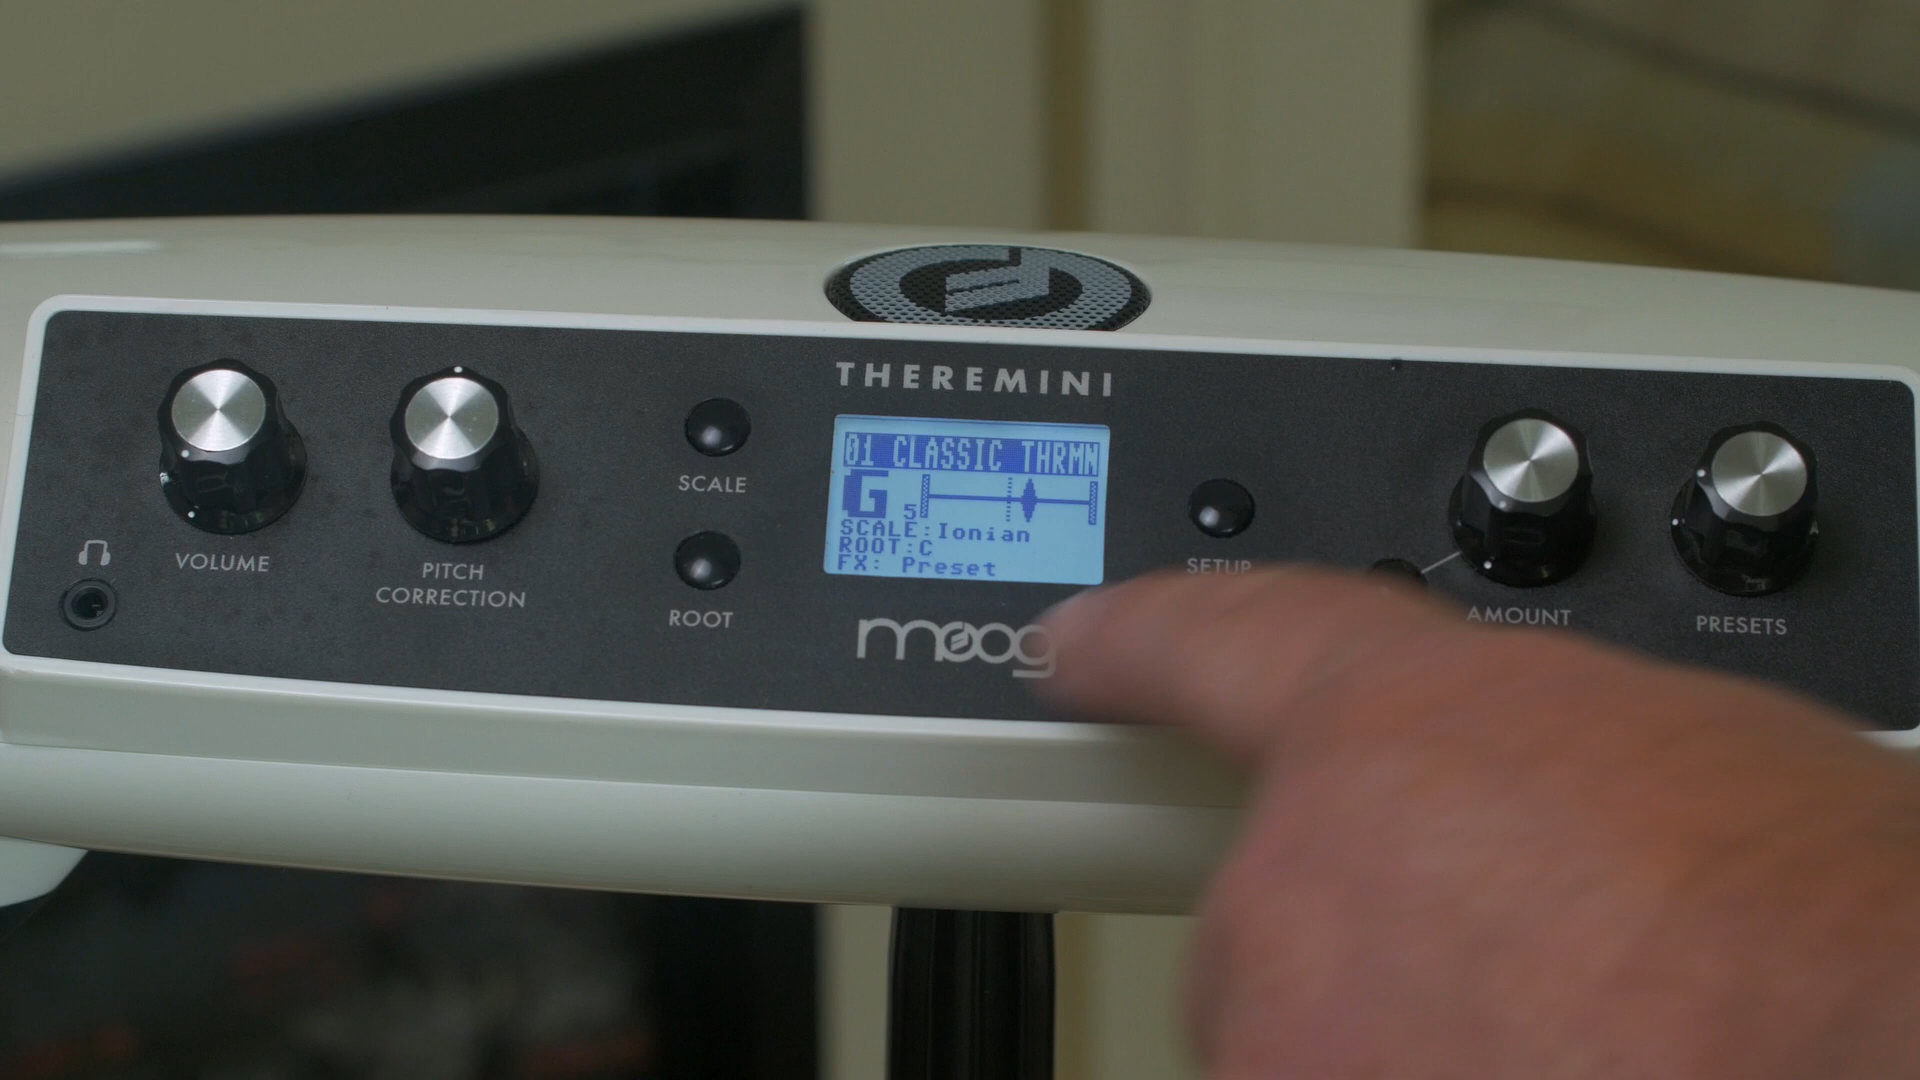 THEREMINI
01 CLASSIC THRMN
G 5
SCALE:Ionian
ROOT:C
FX: Preset
moog
VOLUME
PITCH
CORRECTION
SCALE
ROOT
SETUP
AMOUNT
PRESETS